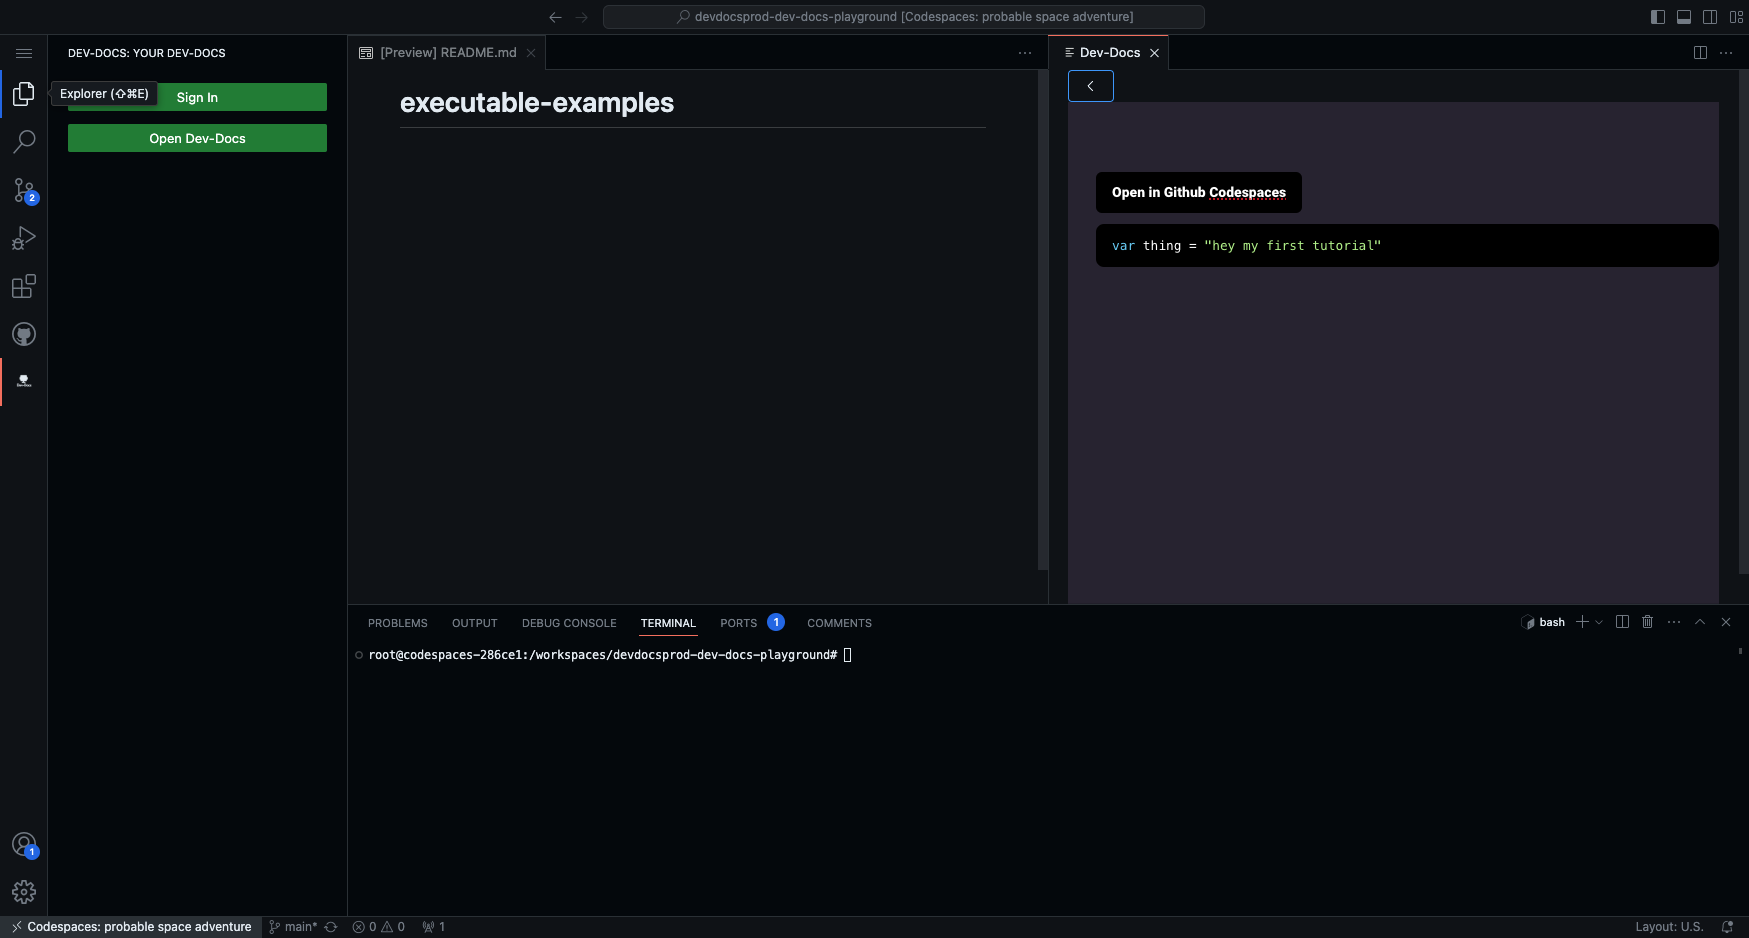 devdocsprod-dev-docs-playground [Codespaces: probable space adventure]
DEV-DOCS: YOUR DEV-DOCS
Explorer (⇧⌘E)
Sign In
Open Dev-Docs
2
Dev-Docs
1
[Preview] README.md
executable-examples
Dev-Docs
Open in Github Codespaces
var thing = "hey my first tutorial"
PROBLEMS OUTPUT DEBUG CONSOLE TERMINAL PORTS 1 COMMENTS
bash
root@codespaces-286ce1:/workspaces/devdocsprod-dev-docs-playground#
Codespaces: probable space adventure main* 0 0 1
Layout: U.S.